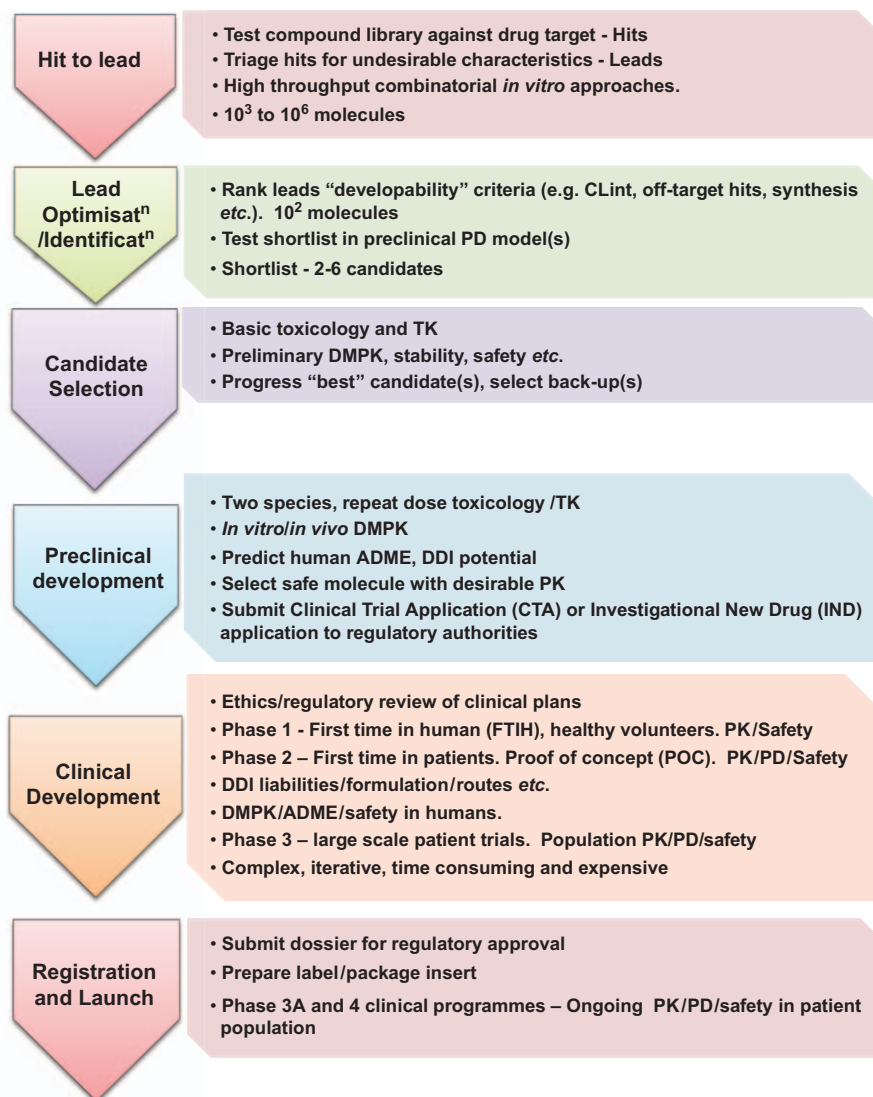 Hit to lead
• Test compound library against drug target - Hits
• Triage hits for undesirable characteristics - Leads
• High throughput combinatorial in vitro approaches.
• 10³ to 10⁶ molecules
Lead
Optimisatⁿ
/Identificatⁿ
• Rank leads “developability” criteria (e.g. CLint, off-target hits, synthesis
etc.). 10² molecules
• Test shortlist in preclinical PD model(s)
• Shortlist - 2-6 candidates
Candidate
Selection
• Basic toxicology and TK
• Preliminary DMPK, stability, safety etc.
• Progress “best” candidate(s), select back-up(s)
Preclinical
development
• Two species, repeat dose toxicology /TK
• In vitro/in vivo DMPK
• Predict human ADME, DDI potential
• Select safe molecule with desirable PK
• Submit Clinical Trial Application (CTA) or Investigational New Drug (IND)
application to regulatory authorities
Clinical
Development
• Ethics/regulatory review of clinical plans
• Phase 1 - First time in human (FTIH), healthy volunteers. PK/Safety
• Phase 2 – First time in patients. Proof of concept (POC). PK/PD/Safety
• DDI liabilities/formulation/routes etc.
• DMPK/ADME/safety in humans.
• Phase 3 – large scale patient trials. Population PK/PD/safety
• Complex, iterative, time consuming and expensive
Registration
and Launch
• Submit dossier for regulatory approval
• Prepare label/package insert
• Phase 3A and 4 clinical programmes – Ongoing PK/PD/safety in patient
population